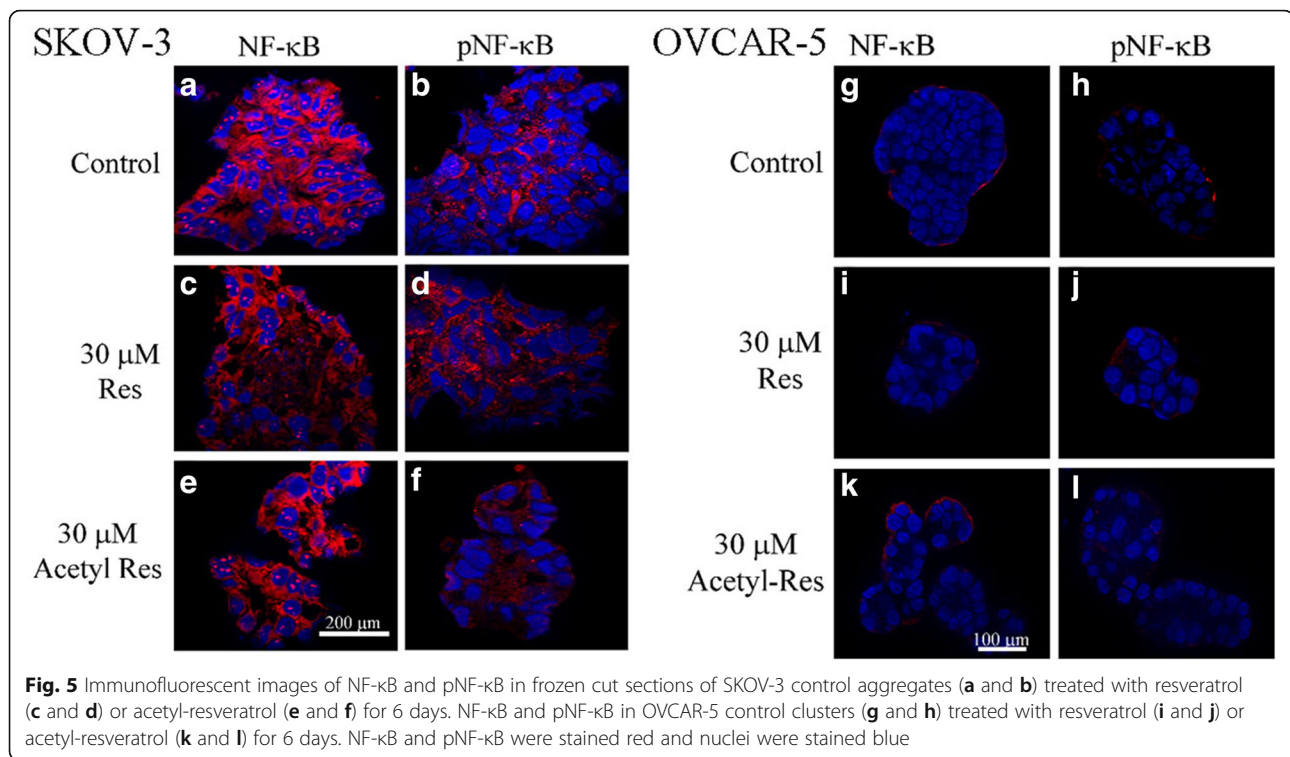 SKOV-3 NF-κB pNF-κB OVCAR-5 NF-κB pNF-κB
a b g h
Control Control
c d i j
30 μM 30 μM
Res Res
e f k l
30 μM 30 μM
Acetyl Res Acetyl-Res
200 μm 100 μm
Fig. 5 Immunofluorescent images of NF-κB and pNF-κB in frozen cut sections of SKOV-3 control aggregates (a and b) treated with resveratrol
(c and d) or acetyl-resveratrol (e and f) for 6 days. NF-κB and pNF-κB in OVCAR-5 control clusters (g and h) treated with resveratrol (i and j) or
acetyl-resveratrol (k and l) for 6 days. NF-κB and pNF-κB were stained red and nuclei were stained blue